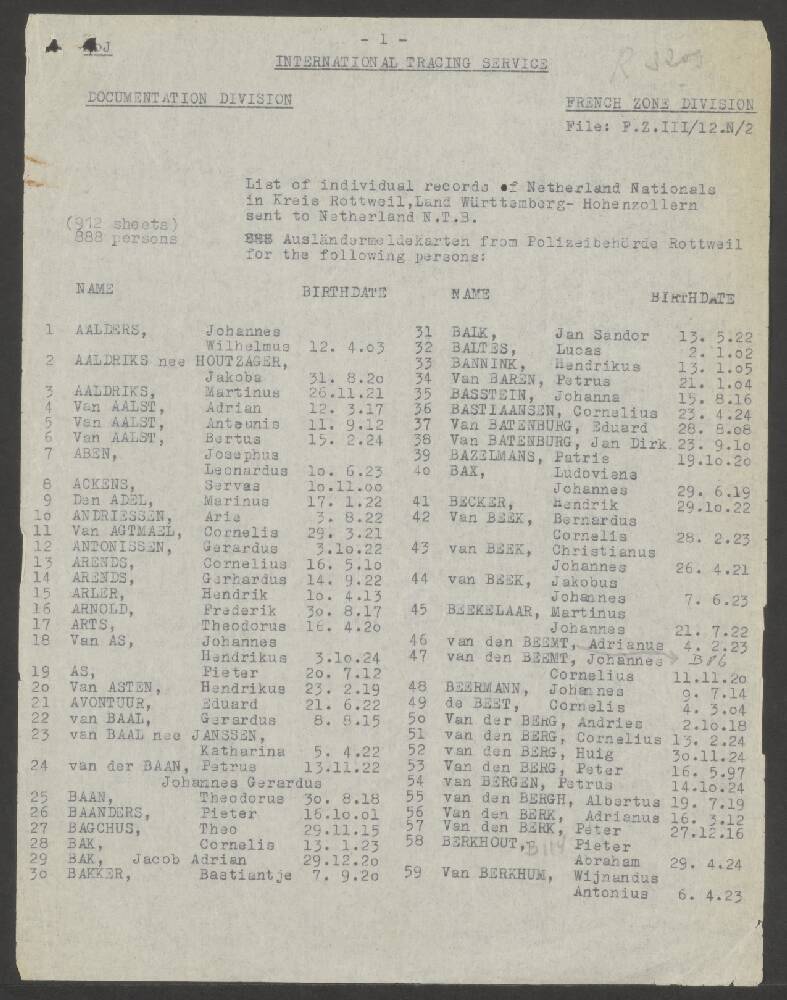 - 1 -
INTERNATIONAL TRACING SERVICE
R 3203
DOCUMENTATION DIVISION
FRENCH ZONE DIVISION
File: F.Z.III/12.N/2
List of individual records of Netherland Nationals
in Kreis Rottweil,Land Württemberg- Hohenzollern
sent to Netherland N.T.B.
(912 sheets)
888 persons
888 Ausländermeldekarten from Polizeibehörde Rottweil
for the following persons:
NAME BIRTHDATE
1 AALDERS, Johannes
Wilhelmus 12. 4.o3
2 AALDRIKS nee HOUTZAGER,
Jakoba 31. 8.2o
3 AALDRIKS, Martinus 26.11.21
4 Van AALST, Adrian 12. 3.17
5 Van AALST, Anteunis 11. 9.12
6 Van AALST, Bertus 15. 2.24
7 ABEN, Josephus
Leonardus 1o. 6.23
8 ACKENS, Servas 1o.11.oo
9 Den ADEL, Marinus 17. 1.22
1o ANDRIESSEN, Arie 3. 8.22
11 Van AGTMAEL, Cornelis 29. 3.21
12 ANTONISSEN, Gerardus 3.1o.22
13 ARENDS, Cornelius 16. 5.1o
14 ARENDS, Gerhardus 14. 9.22
15 ARLER, Hendrik 1o. 4.13
16 ARNOLD, Frederik 3o. 8.17
17 ARTS, Theodorus 16. 4.2o
18 Van AS, Johannes
Hendrikus 3.1o.24
19 AS, Pieter 2o. 7.12
2o Van ASTEN, Hendrikus 23. 2.19
21 AVONTUUR, Eduard 21. 6.22
22 van BAAL, Gerardus 8. 8.15
23 van BAAL nee JANSSEN,
Katharina 5. 4.22
24 van der BAAN, Petrus 13.11.22
Johannes Gerardus
25 BAAN, Theodorus 3o. 8.18
26 BAANDERS, Pieter 16.1o.o1
27 BAGCHUS, Theo 29.11.15
28 BAK, Cornelis 13. 1.23
29 BAK, Jacob Adrian 29.12.2o
3o BAKKER, Bastiantje 7. 9.2o
NAME BIRTHDATE
31 BALK, Jan Sandor 13. 5.22
32 BALTES, Lucas 2. 1.o2
33 BANNINK, Hendrikus 13. 1.o5
34 Van BAREN, Petrus 21. 1.o4
35 BASSTEIN, Johanna 15. 8.16
36 BASTIAANSEN, Cornelius 23. 4.24
37 Van BATENBURG, Eduard 28. 8.o8
38 Van BATENBURG, Jan Dirk 23. 9.1o
39 BAZELMANS, Patris 19.1o.2o
4o BAX, Ludoviens
Johannes 29. 6.19
41 BECKER, Hendrik 29.1o.22
42 Van BEEK, Bernardus
Cornelis 28. 2.23
43 van BEEK, Christianus
Johannes 26. 4.21
44 van BEEK, Jakobus
Johannes 7. 6.23
45 BEEKELAAR, Martinus
Johannes 21. 7.22
46 van den BEEMT, Adrianus 4. 2.23
47 van den BEEMT, Johannes B86
Cornelius 11.11.2o
48 BEERMANN, Johannes 9. 7.14
49 de BEET, Cornelis 4. 3.o4
5o Van der BERG, Andries 2.1o.18
51 van den BERG, Cornelius 13. 2.24
52 van den BERG, Huig 3o.11.24
53 Van den BERG, Peter 16. 5.97
54 van BERGEN, Petrus 14.1o.24
55 van den BERGH, Albertus 19. 7.19
56 Van den BERK, Adrianus 16. 3.12
57 Van den BERK, Peter 27.12.16
58 BERKHOUT, B114 Pieter
Abraham 29. 4.24
59 Van BERKHUM, Wijnandus
Antonius 6. 4.23